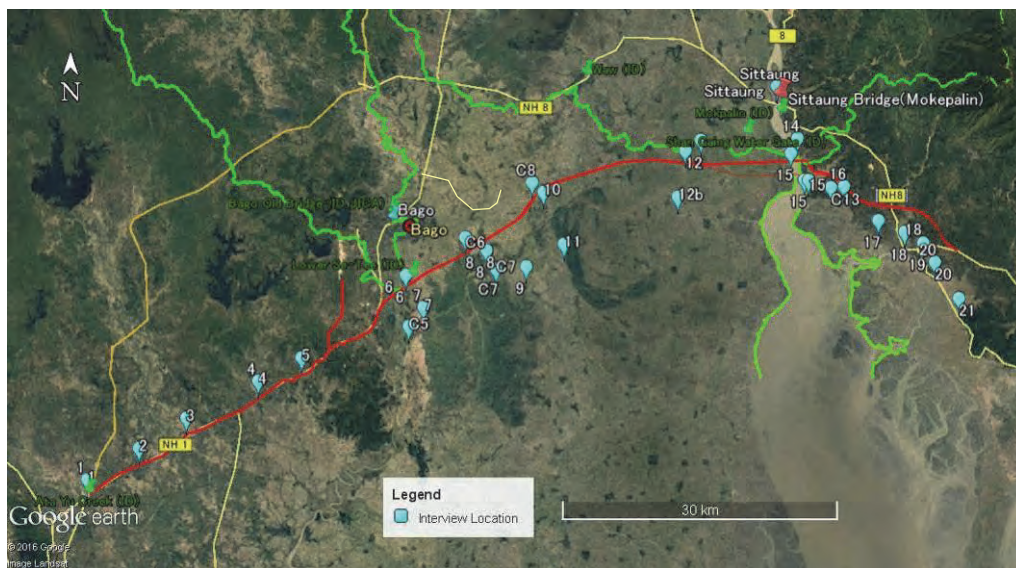 N
8
Waw (ID)
Sittaung
Sittaung
Sittaung Bridge(Mokepalin)
NH 8
Mokpalin (ID)
14
12
15
15
15
16
C13
NH8
C8
10
12b
Bago
Bago
17
18
18
20
19
20
21
C6
8
8
8
C7
C7
9
11
6
6
7
7
C5
5
4
4
3
NH 1
2
1
1
Google earth
© 2016 Google
Image Landsat
Legend
Interview Location
30 km